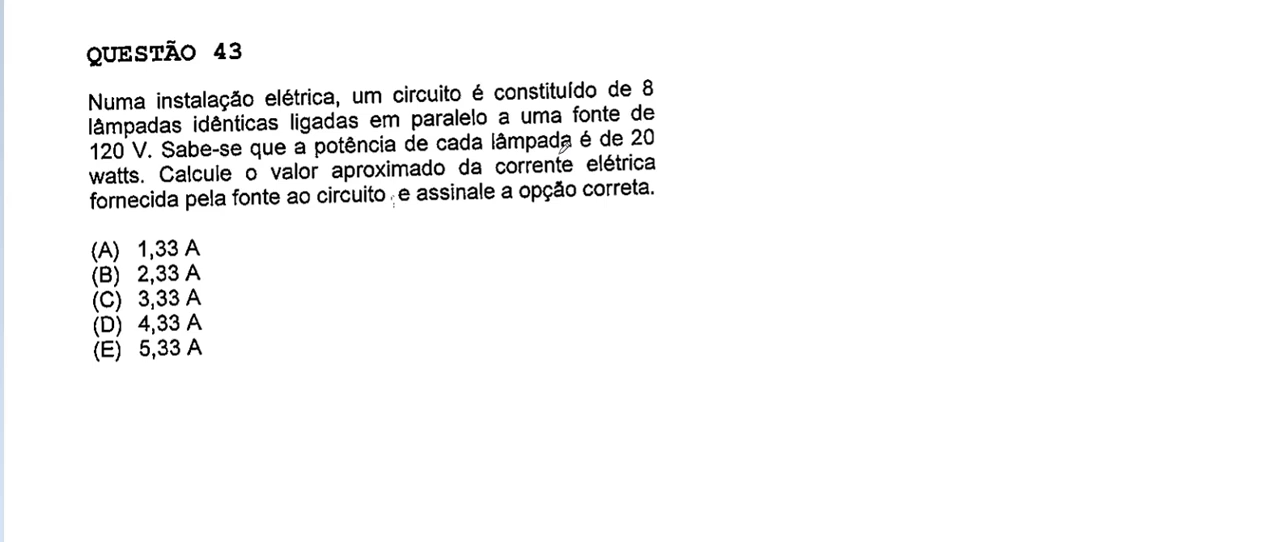 QUESTÃO 43
Numa instalação elétrica, um circuito é constituído de 8
lâmpadas idênticas ligadas em paralelo a uma fonte de
120 V. Sabe-se que a potência de cada lâmpada é de 20
watts. Calcule o valor aproximado da corrente elétrica
fornecida pela fonte ao circuito e assinale a opção correta.
(A) 1,33 A
(B) 2,33 A
(C) 3,33 A
(D) 4,33 A
(E) 5,33 A